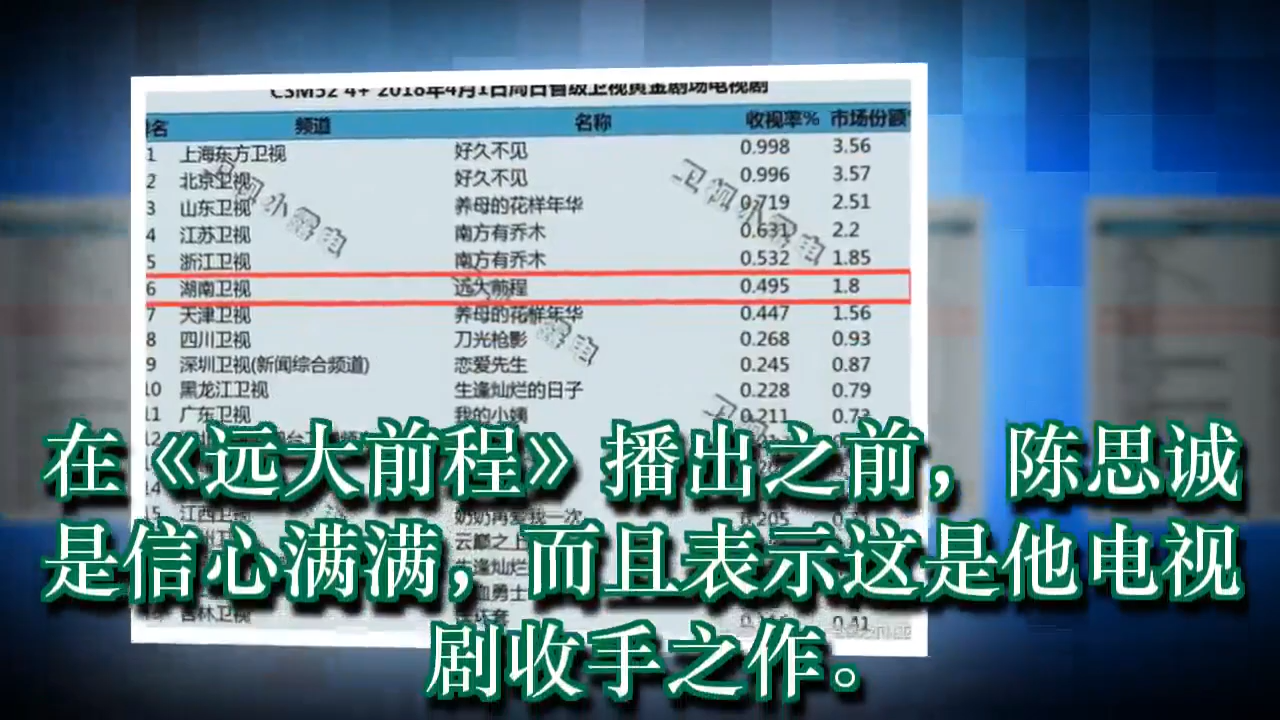 CSM52 4+ 2018年4月1日周日省级卫视黄金剧场电视剧
排名 频道 名称 收视率% 市场份额%
1 上海东方卫视 好久不见 0.998 3.56
2 北京卫视 好久不见 0.996 3.57
3 山东卫视 养母的花样年华 0.719 2.51
4 江苏卫视 南方有乔木 0.631 2.2
5 浙江卫视 南方有乔木 0.532 1.85
6 湖南卫视 远大前程 0.495 1.8
7 天津卫视 养母的花样年华 0.447 1.56
8 四川卫视 刀光枪影 0.268 0.93
9 深圳卫视(新闻综合频道) 恋爱先生 0.245 0.87
10 黑龙江卫视 生逢灿烂的日子 0.228 0.79
11 广东卫视 我的小姨 0.211 0.73
卫视小露电
在《远大前程》播出之前，陈思诚
是信心满满，而且表示这是他电视
剧收手之作。